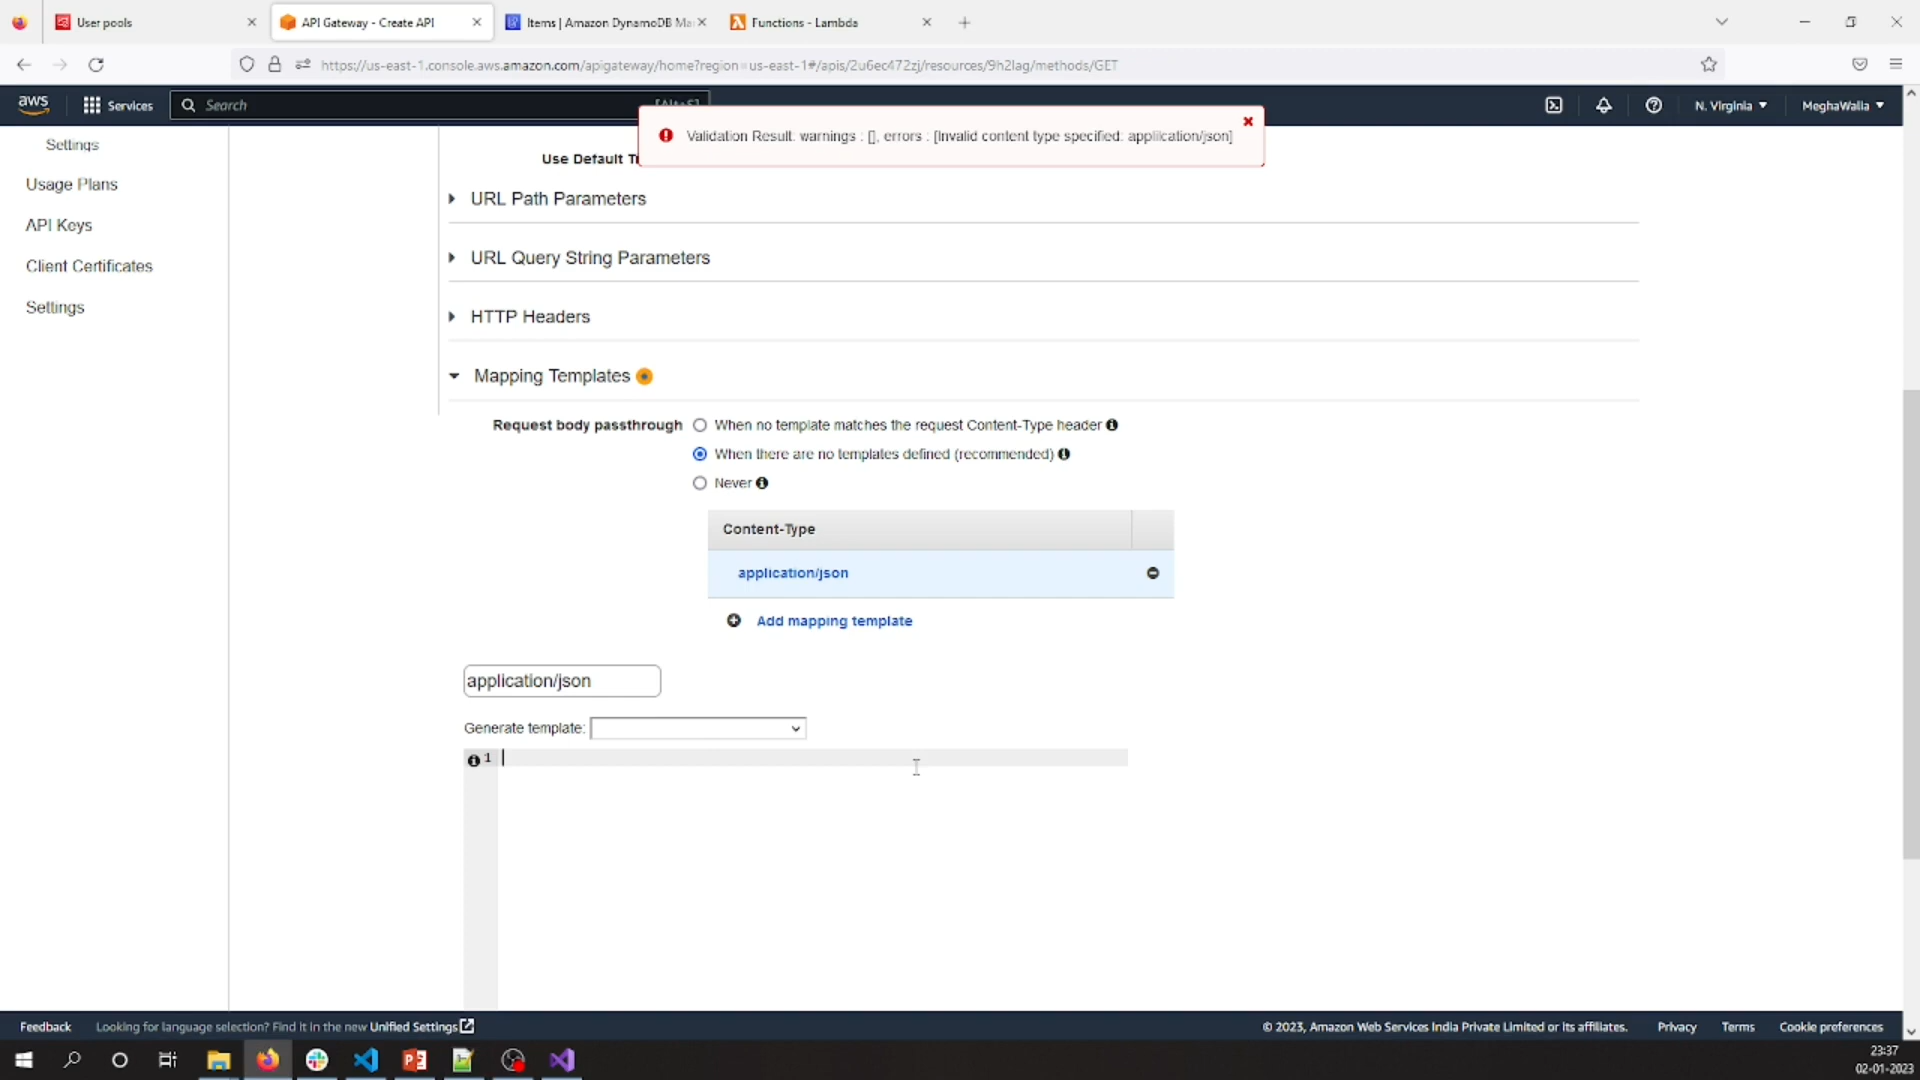 User pools
API Gateway - Create API
Items | Amazon DynamoDB Ma
Functions - Lambda
https://us-east-1.console.aws.amazon.com/apigateway/home?region=us-east-1#/apis/2u6ec472zj/resources/9h2lag/methods/GET
aws
Services
Search
[Alt+S]
N. Virginia
MeghaWalia
Validation Result: warnings : [], errors : [Invalid content type specified: application/json]
Settings
Use Default Tr
Usage Plans
URL Path Parameters
API Keys
URL Query String Parameters
Client Certificates
Settings
HTTP Headers
Mapping Templates
Request body passthrough
When no template matches the request Content-Type header
When there are no templates defined (recommended)
Never
Content-Type
application/json
Add mapping template
application/json
Generate template:
1
Feedback
Looking for language selection? Find it in the new Unified Settings
© 2023, Amazon Web Services India Private Limited or its affiliates.
Privacy
Terms
Cookie preferences
23:37
02-01-2023